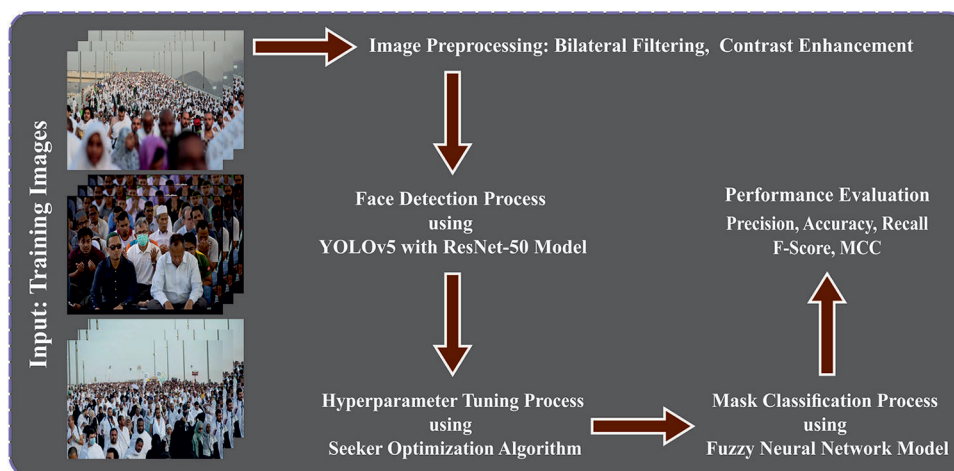 Input: Training Images
Image Preprocessing: Bilateral Filtering, Contrast Enhancement
Face Detection Process
using
YOLOv5 with ResNet-50 Model
Hyperparameter Tuning Process
using
Seeker Optimization Algorithm
Mask Classification Process
using
Fuzzy Neural Network Model
Performance Evaluation
Precision, Accuracy, Recall
F-Score, MCC